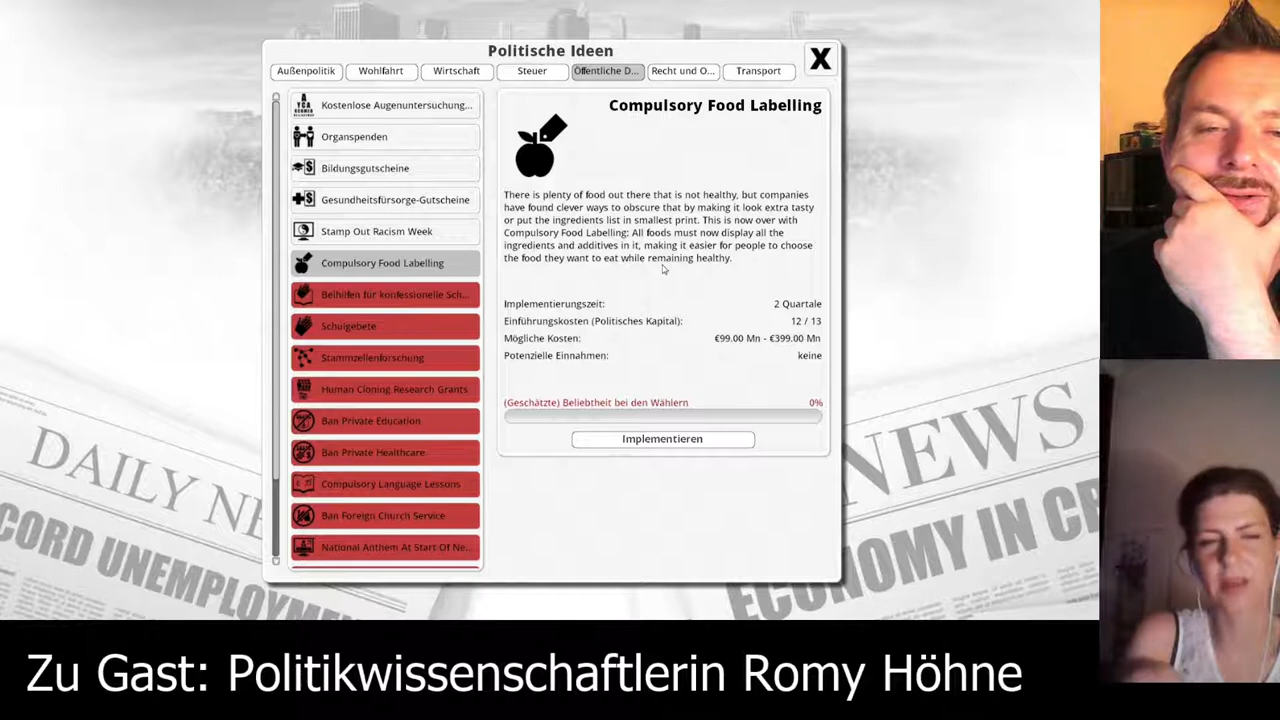 Politische Ideen
X
Außenpolitik
Wohlfahrt
Wirtschaft
Steuer
Öffentliche D...
Recht und O...
Transport
Kostenlose Augenuntersuchung...
Organspenden
Bildungsgutscheine
Gesundheitsfürsorge-Gutscheine
Stamp Out Racism Week
Compulsory Food Labelling
Beihilfen für konfessionelle Sch...
Schulgebete
Stammzellenforschung
Human Cloning Research Grants
Ban Private Education
Ban Private Healthcare
Compulsory Language Lessons
Ban Foreign Church Service
National Anthem At Start Of Ne...
Compulsory Food Labelling
There is plenty of food out there that is not healthy, but companies
have found clever ways to obscure that by making it look extra tasty
or put the ingredients list in smallest print. This is now over with
Compulsory Food Labelling: All foods must now display all the
ingredients and additives in it, making it easier for people to choose
the food they want to eat while remaining healthy.
Implementierungszeit: 2 Quartale
Einführungskosten (Politisches Kapital): 12 / 13
Mögliche Kosten: €99.00 Mn - €399.00 Mn
Potenzielle Einnahmen: keine
(Geschätzte) Beliebtheit bei den Wählern 0%
Implementieren
DAILY NE
CORD UNEMPLOYME
NEWS
ECONOMY IN CR
Zu Gast: Politikwissenschaftlerin Romy Höhne